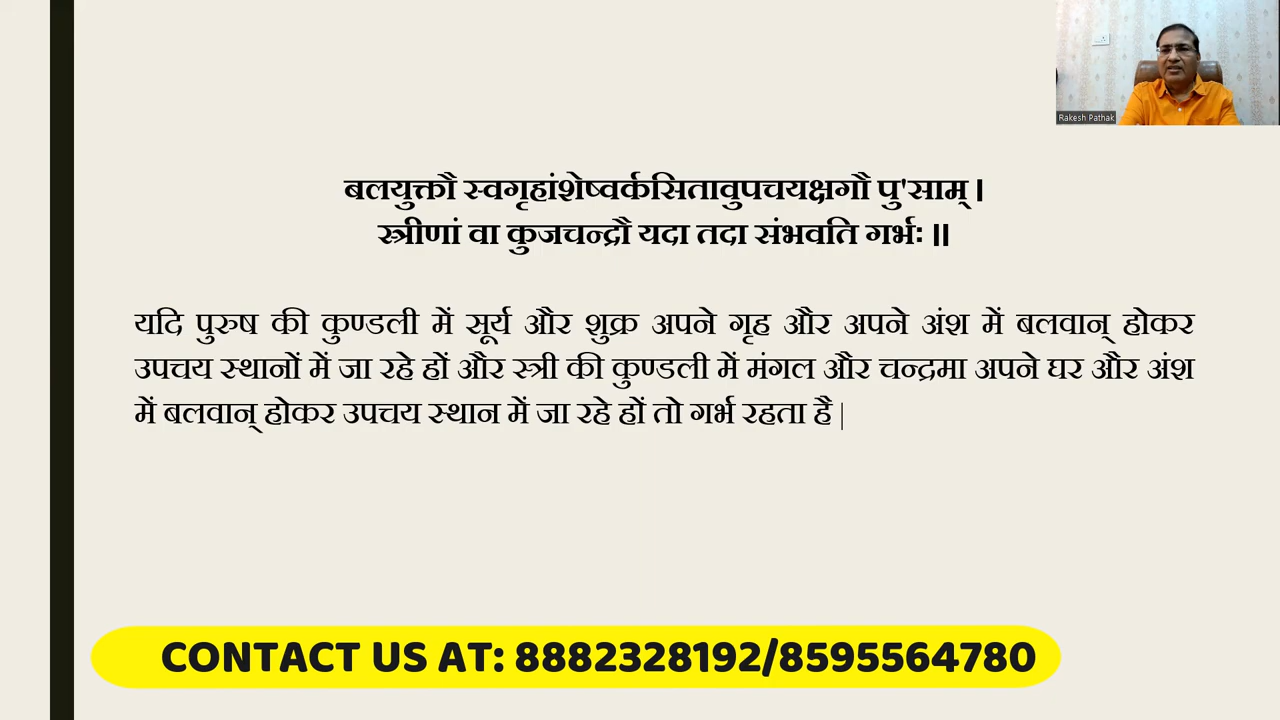 Rakesh Pathak
बलयुक्तौ स्वगृहांशेष्वर्कसितावुपचयक्षगौ पु'साम् ।
स्त्रीणां वा कुजचन्द्रौ यदा तदा संभवति गर्भः ॥
यदि पुरुष की कुण्डली में सूर्य और शुक्र अपने गृह और अपने अंश में बलवान् होकर
उपचय स्थानों में जा रहे हों और स्त्री की कुण्डली में मंगल और चन्द्रमा अपने घर और अंश
में बलवान् होकर उपचय स्थान में जा रहे हों तो गर्भ रहता है |
CONTACT US AT: 8882328192/8595564780